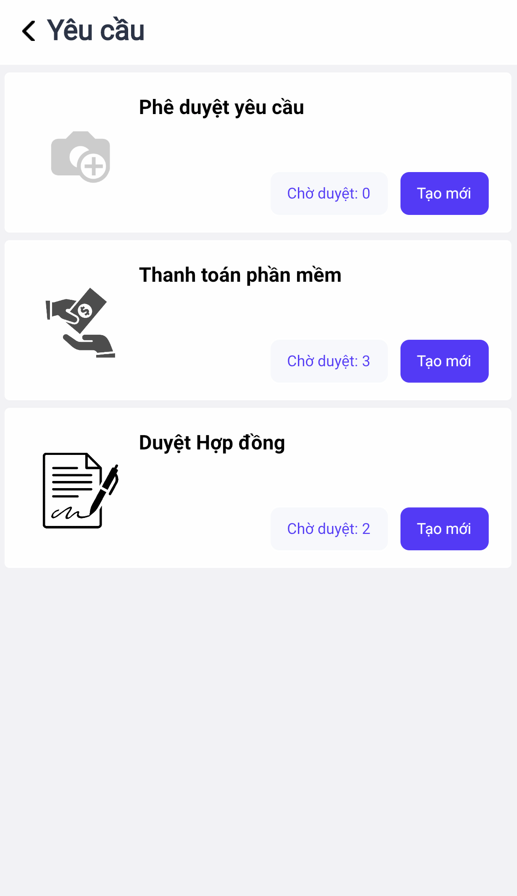 Yêu cầu
Phê duyệt yêu cầu
Chờ duyệt: 0
Tạo mới
Thanh toán phần mềm
Chờ duyệt: 3
Tạo mới
Duyệt Hợp đồng
Chờ duyệt: 2
Tạo mới